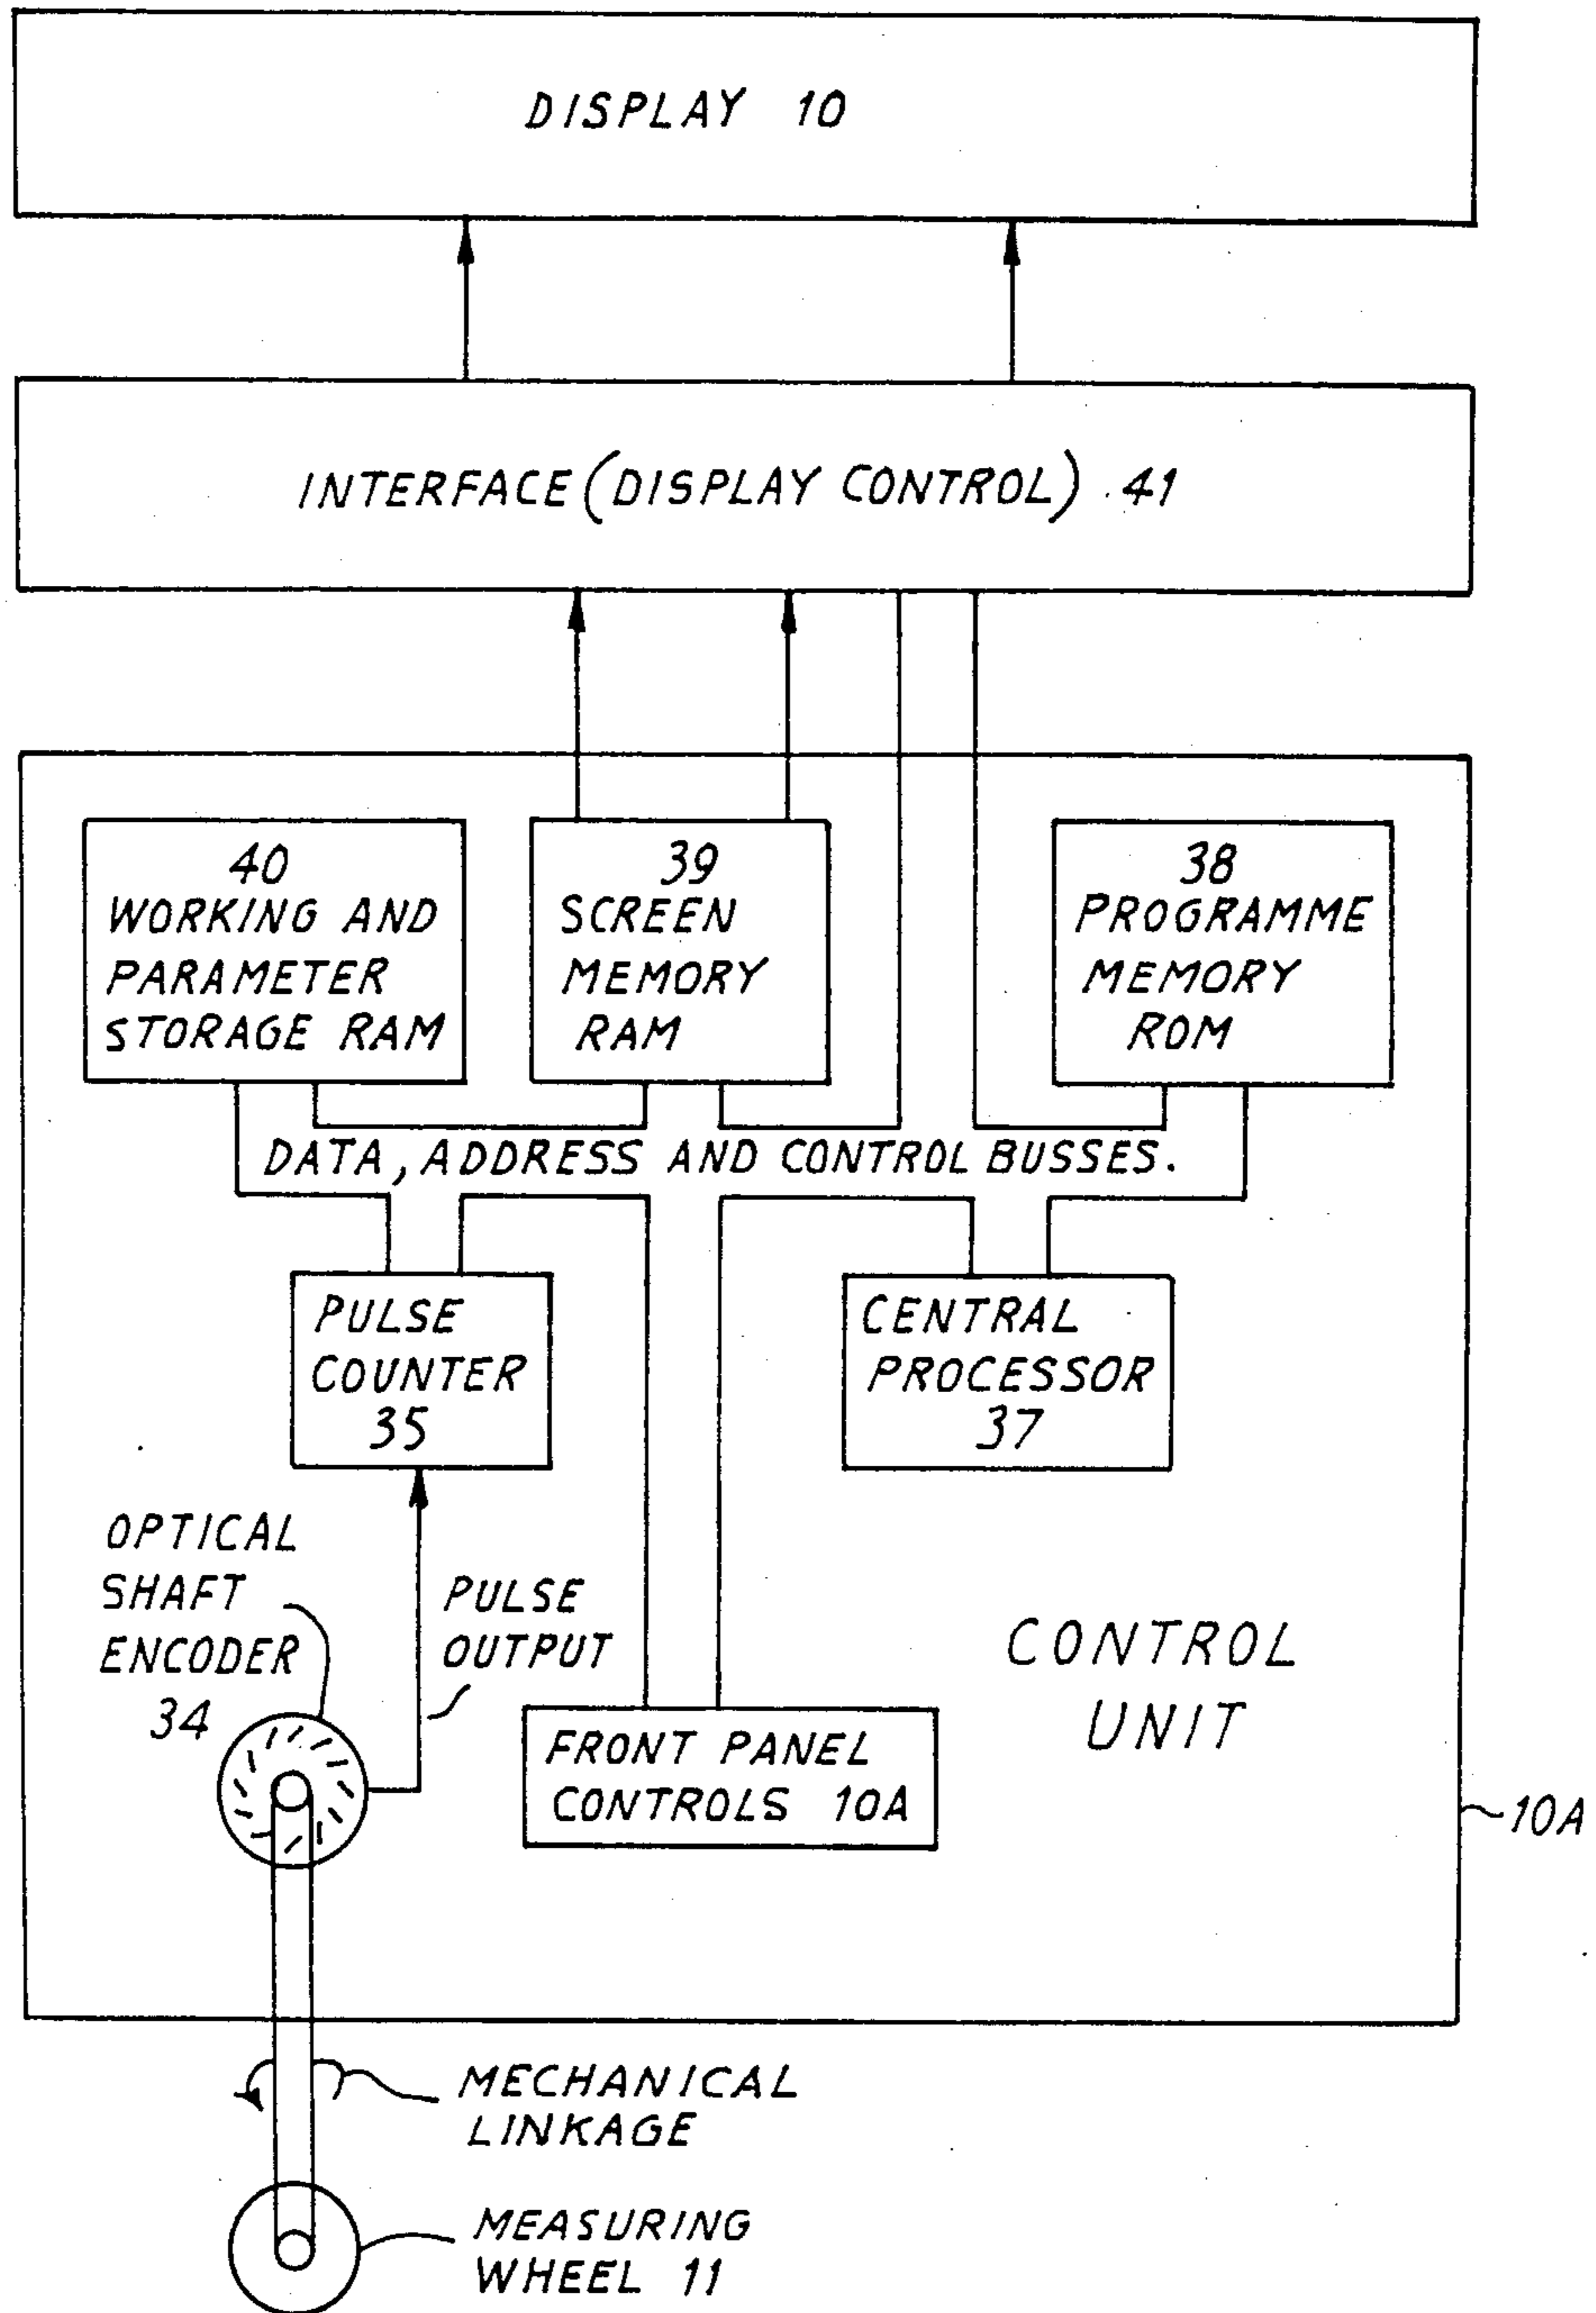 DISPLAY 10
INTERFACE (DISPLAY CONTROL) .41
40
WORKING AND
PARAMETER
STORAGE RAM
39
SCREEN
MEMORY
RAM
38
PROGRAMME
MEMORY
ROM
DATA, ADDRESS AND CONTROL BUSSES.
PULSE
COUNTER
35
CENTRAL
PROCESSOR
37
OPTICAL
SHAFT
ENCODER
34
PULSE
OUTPUT
CONTROL
UNIT
FRONT PANEL
CONTROLS 10A
10A
MECHANICAL
LINKAGE
MEASURING
WHEEL 11